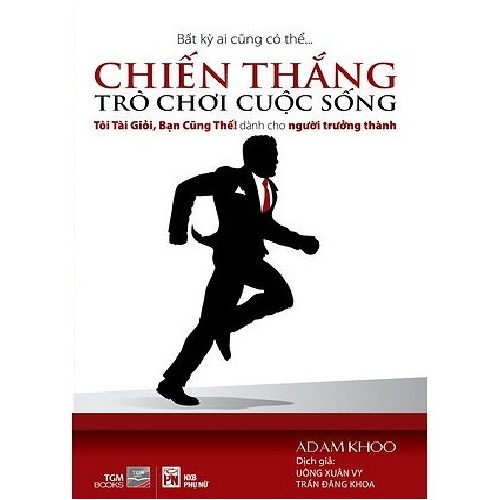 Bất kỳ ai cũng có thể...
CHIẾN THẮNG
TRÒ CHƠI CUỘC SỐNG
Tôi Tài Giỏi, Bạn Cũng Thế! dành cho người trưởng thành
ADAM KHOO
Dịch giả:
UÔNG XUÂN VY
TRẦN ĐĂNG KHOA
TGM
BOOKS
TGM
PN
NXB
PHỤ NỮ